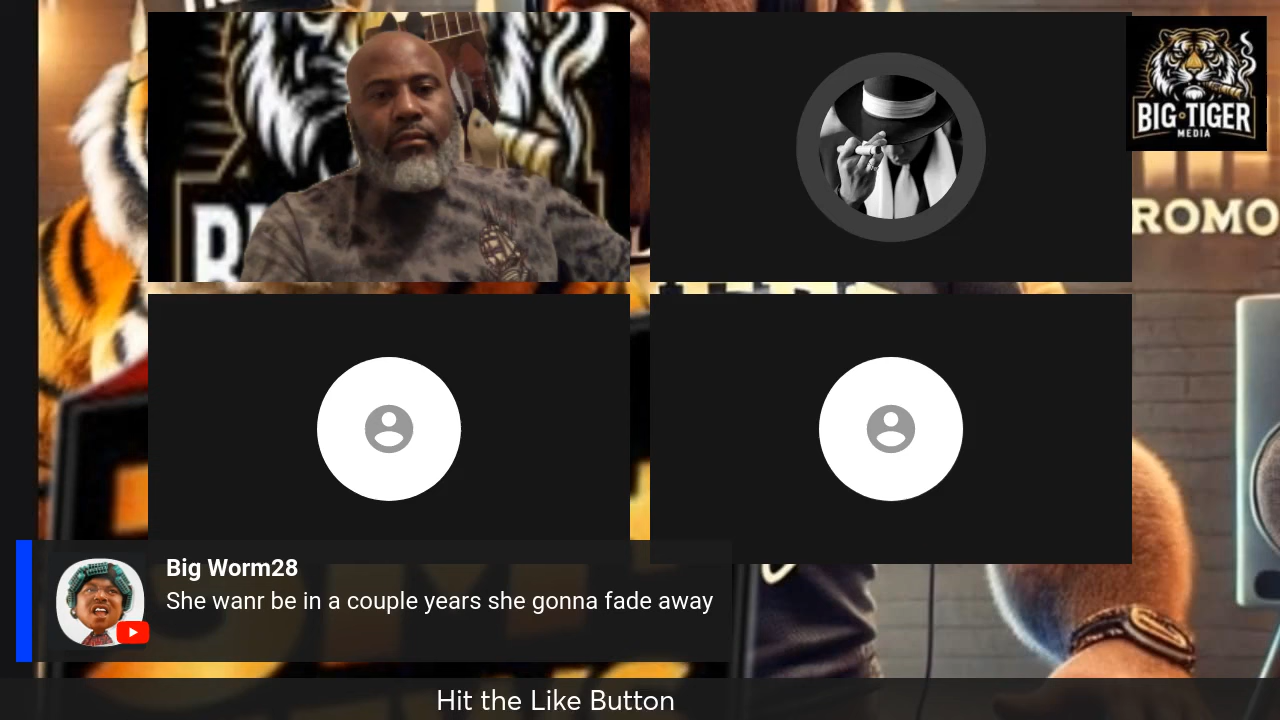 BIG·TIGER
MEDIA
ROMO
Big Worm28
She wanr be in a couple years she gonna fade away
Hit the Like Button